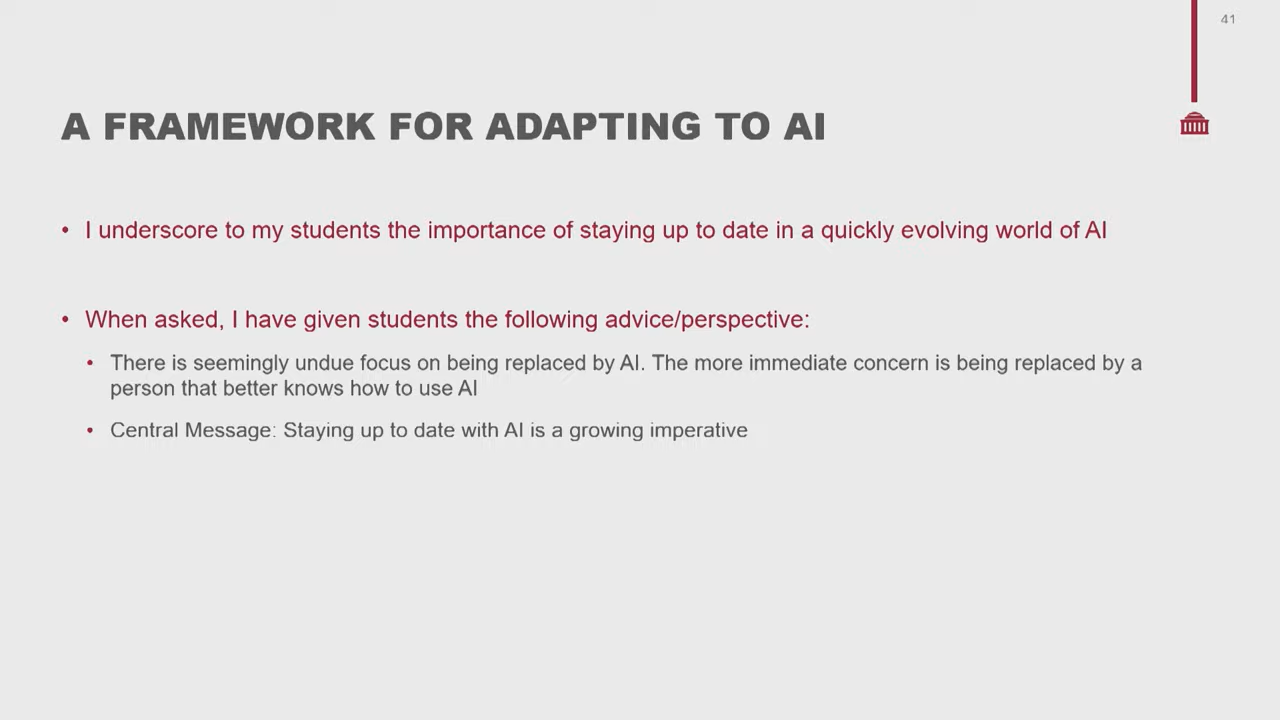 41
A FRAMEWORK FOR ADAPTING TO AI
• I underscore to my students the importance of staying up to date in a quickly evolving world of AI
• When asked, I have given students the following advice/perspective:
• There is seemingly undue focus on being replaced by AI. The more immediate concern is being replaced by a
person that better knows how to use AI
• Central Message: Staying up to date with AI is a growing imperative